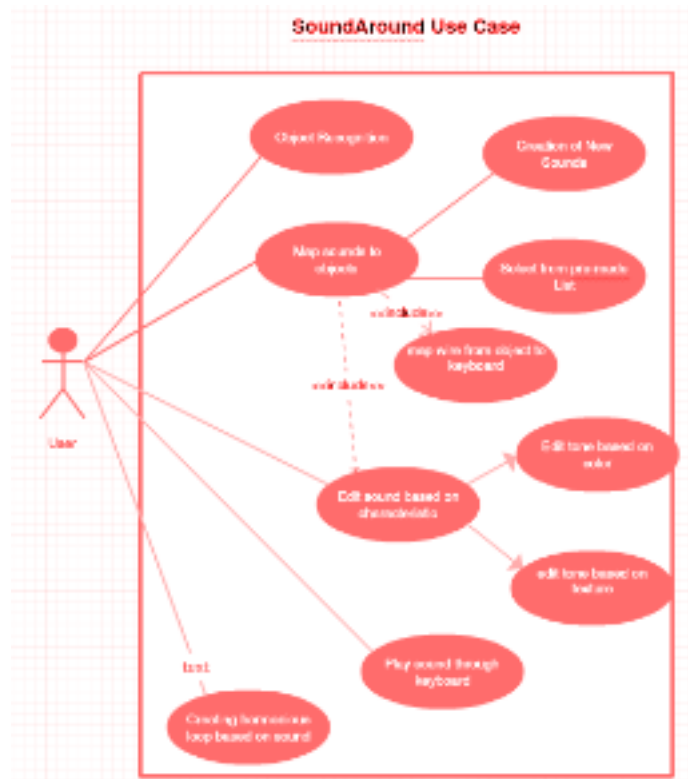 SoundAround Use Case
Object Recognition
Creation of New
Sounds
Map sounds to
objects
Select from pre-made
List
<<include>>
map wire from object to
keyboard
<<include>>
User
Edit tone based on
color
Edit sound based on
characteristic
edit tone based on
texture
Play sound through
keyboard
text
Creating harmonious
loop based on sound